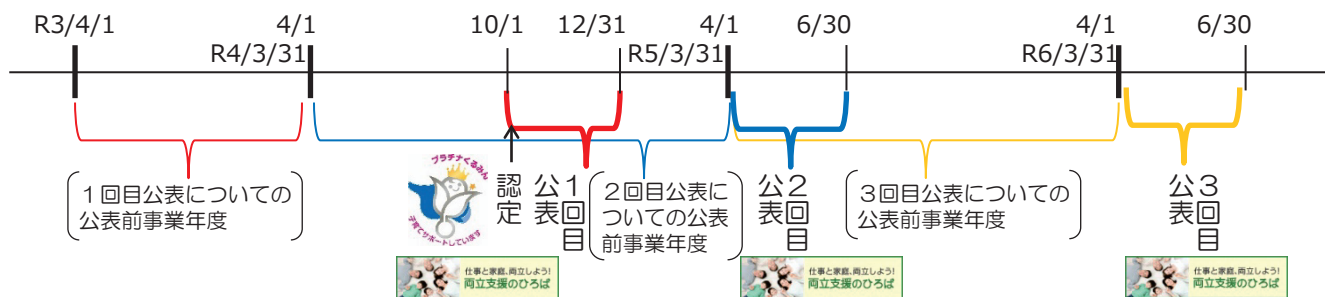 R3/4/1
4/1
R4/3/31
10/1
12/31
4/1
R5/3/31
6/30
4/1
R6/3/31
6/30
1回目公表についての
公表前事業年度
プラチナくるみん
子育てサポートしています
認定
1回目
公表
2回目公表に
ついての公表
前事業年度
2回目
公表
3回目公表についての
公表前事業年度
3回目
公表
仕事と家庭、両立しよう!
両立支援のひろば
仕事と家庭、両立しよう!
両立支援のひろば
仕事と家庭、両立しよう!
両立支援のひろば